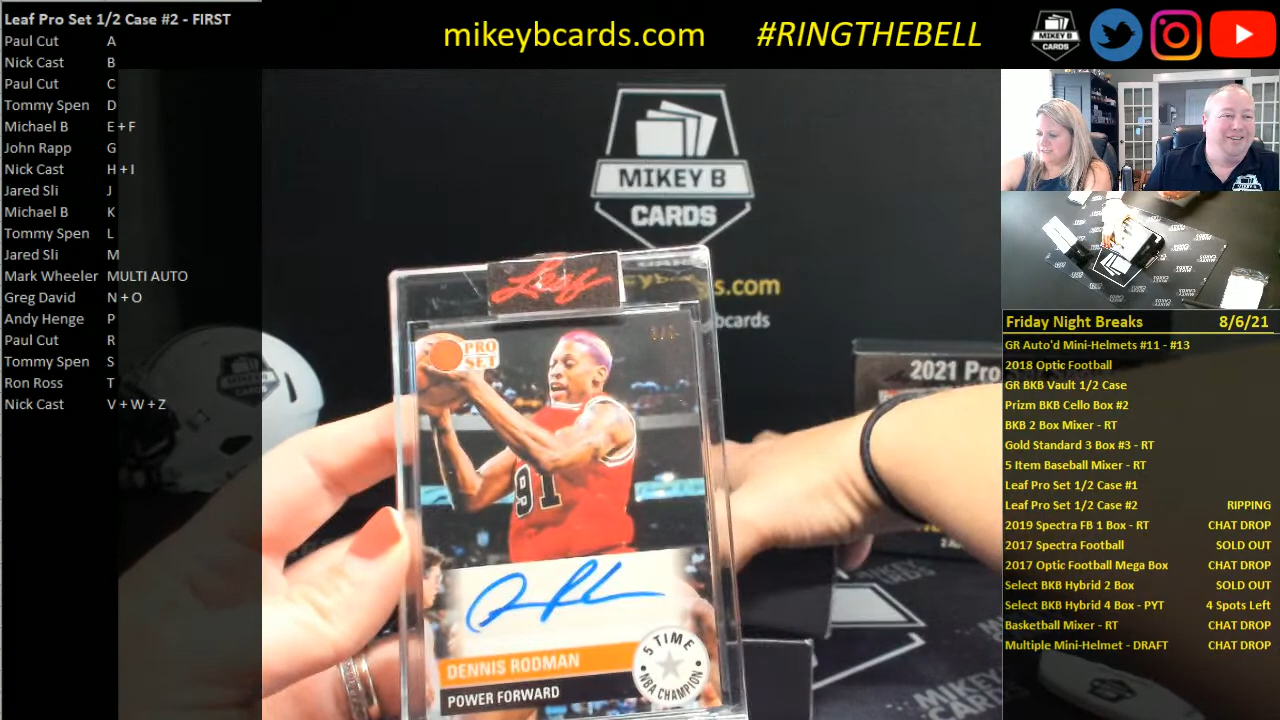 Leaf Pro Set 1/2 Case #2 - FIRST
Paul Cut A
Nick Cast B
Paul Cut C
Tommy Spen D
Michael B E + F
John Rapp G
Nick Cast H + I
Jared Sli J
Michael B K
Tommy Spen L
Jared Sli M
Mark Wheeler MULTI AUTO
Greg David N + O
Andy Henge P
Paul Cut R
Tommy Spen S
Ron Ross T
Nick Cast V + W + Z
mikeybcards.com #RINGTHEBELL
MIKEY B
CARDS
MIKEY B
CARDS
s.com
bcards
2021 Pro
Leaf
PRO
SET
91
DENNIS RODMAN
POWER FORWARD
5 TIME
NBA CHAMPION
MIKEY B
CARDS
Friday Night Breaks 8/6/21
GR Auto'd Mini-Helmets #11 - #13
2018 Optic Football
GR BKB Vault 1/2 Case
Prizm BKB Cello Box #2
BKB 2 Box Mixer - RT
Gold Standard 3 Box #3 - RT
5 Item Baseball Mixer - RT
Leaf Pro Set 1/2 Case #1
Leaf Pro Set 1/2 Case #2 RIPPING
2019 Spectra FB 1 Box - RT CHAT DROP
2017 Spectra Football SOLD OUT
2017 Optic Football Mega Box CHAT DROP
Select BKB Hybrid 2 Box SOLD OUT
Select BKB Hybrid 4 Box - PYT 4 Spots Left
Basketball Mixer - RT CHAT DROP
Multiple Mini-Helmet - DRAFT CHAT DROP